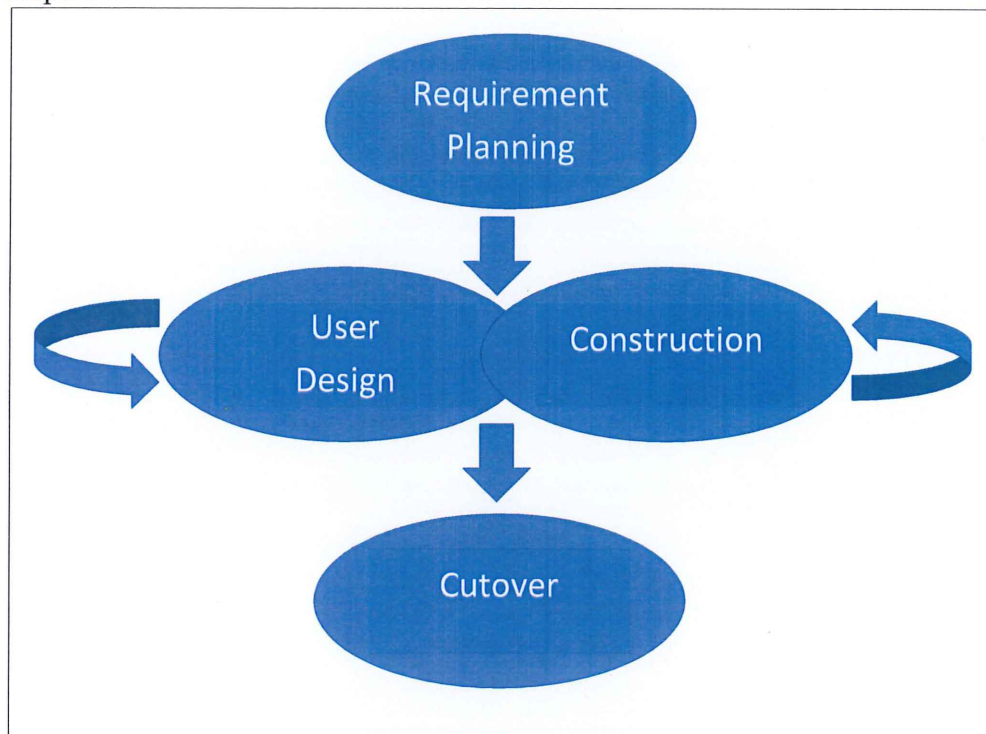 Requirement
Planning
User
Design
Construction
Cutover